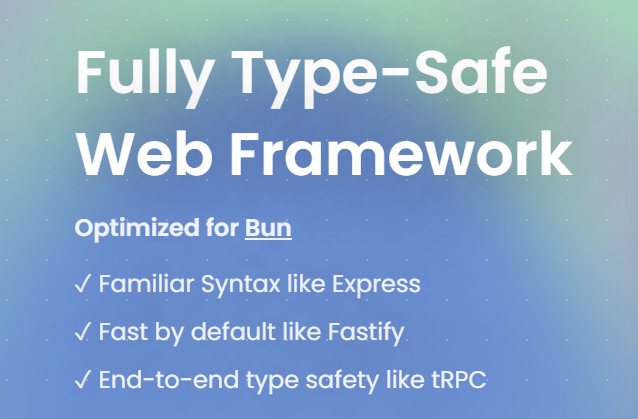 Fully Type-Safe
Web Framework
Optimized for Bun
✓ Familiar Syntax like Express
✓ Fast by default like Fastify
✓ End-to-end type safety like tRPC